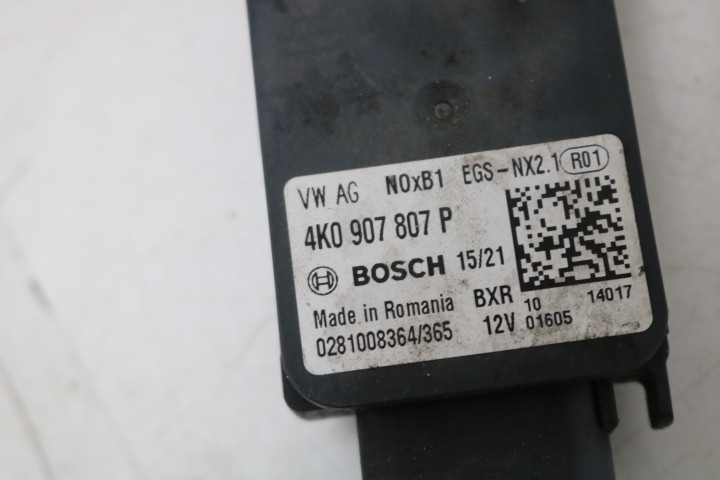 VW AG NOxB1 EGS-NX2.1 R01
4K0 907 807 P
BOSCH 15/21
Made in Romania BXR 10 14017
0281008364/365 12V 01605